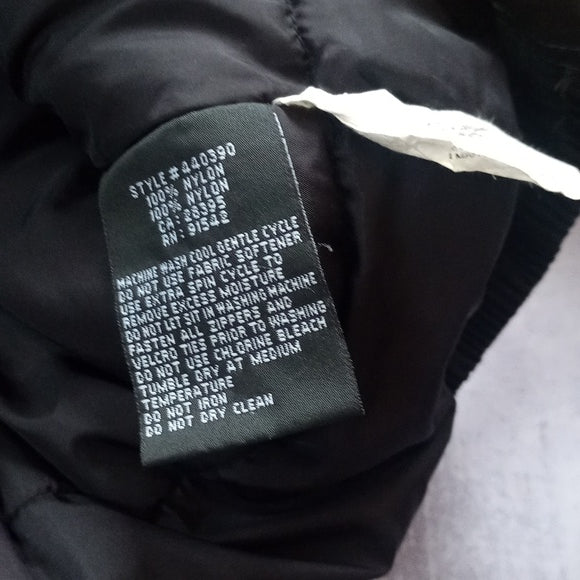 STYLE # 440390
100% NYLON
100% NYLON
CA: 26395
RN: 91542
MACHINE WASH COOL GENTLE CYCLE
DO NOT USE FABRIC SOFTENER
USE EXTRA SPIN CYCLE TO
REMOVE EXCESS MOISTURE
DO NOT LET SIT IN WASHING MACHINE
FASTEN ALL ZIPPERS AND
VELCRO TIES PRIOR TO WASHING
DO NOT USE CHLORINE BLEACH
TUMBLE DRY AT MEDIUM
TEMPERATURE
DO NOT IRON
DO NOT DRY CLEAN